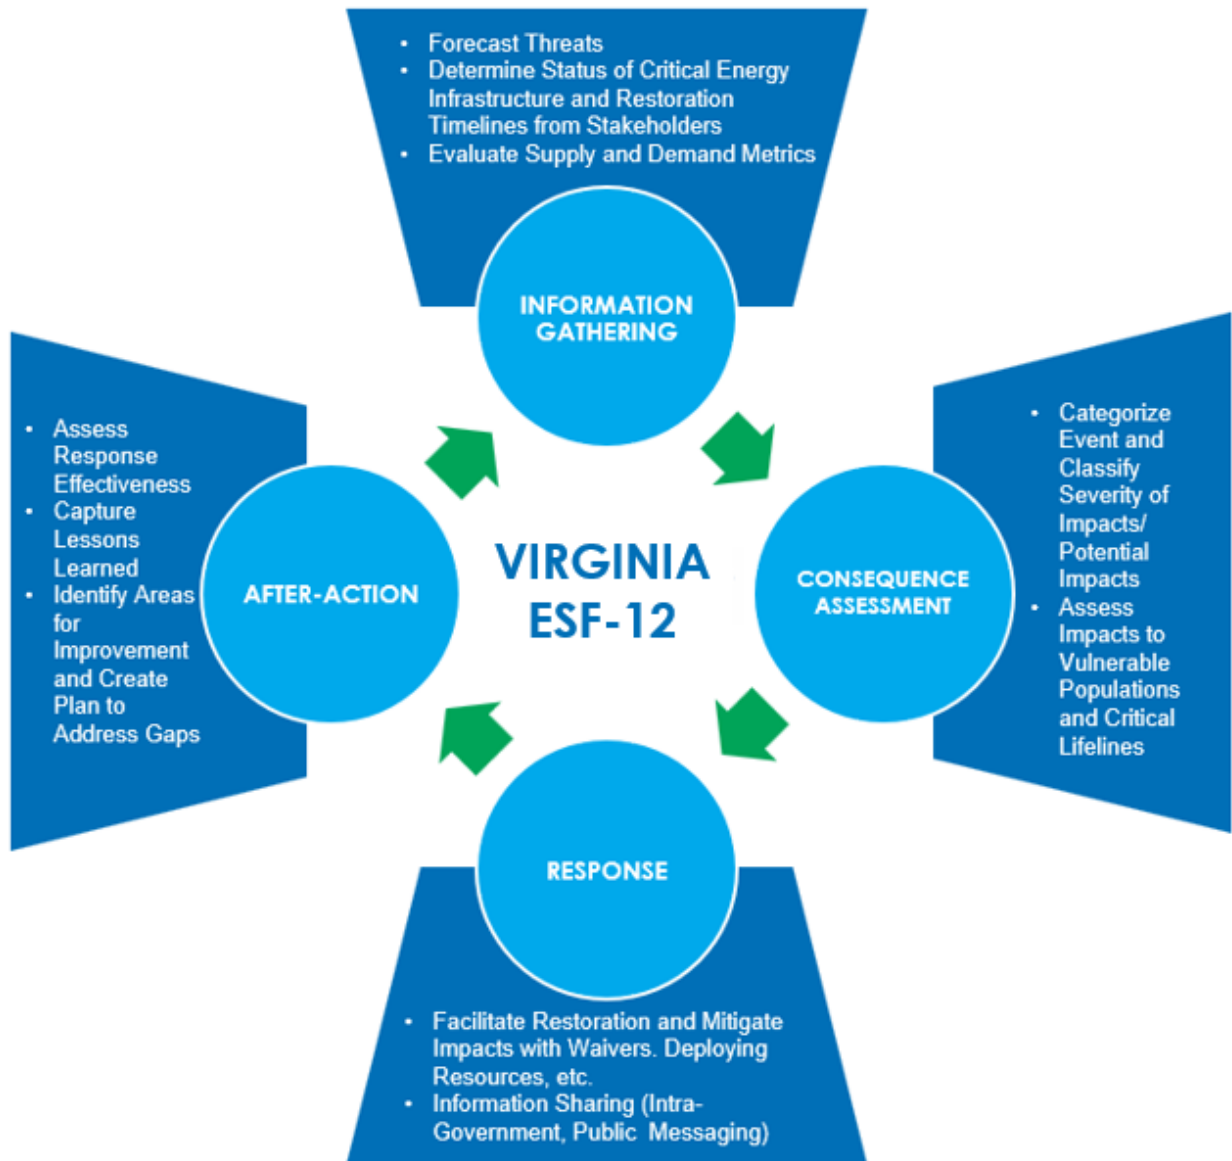 • Forecast Threats
• Determine Status of Critical Energy
Infrastructure and Restoration
Timelines from Stakeholders
• Evaluate Supply and Demand Metrics
INFORMATION
GATHERING
• Categorize
Event and
Classify
Severity of
Impacts/
Potential
Impacts
• Assess
Impacts to
Vulnerable
Populations
and Critical
Lifelines
CONSEQUENCE
ASSESSMENT
VIRGINIA
ESF-12
RESPONSE
• Facilitate Restoration and Mitigate
Impacts with Waivers. Deploying
Resources, etc.
• Information Sharing (Intra-
Government, Public Messaging)
AFTER-ACTION
• Assess
Response
Effectiveness
• Capture
Lessons
Learned
• Identify Areas
for
Improvement
and Create
Plan to
Address Gaps